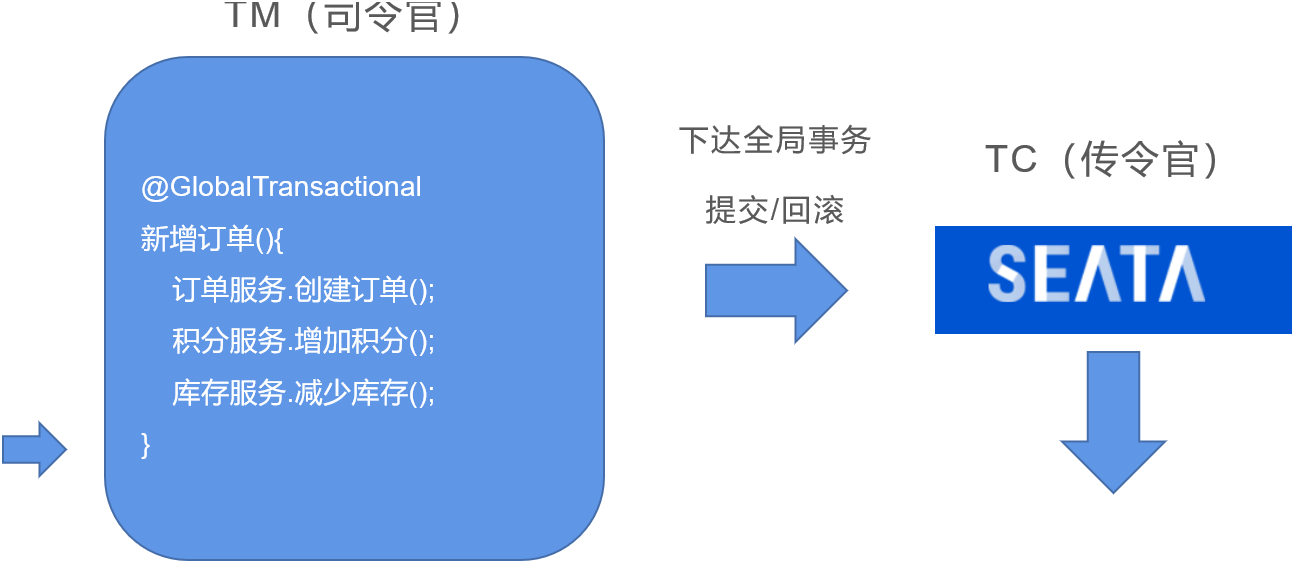 TM（司令官）
@GlobalTransactional
新增订单(){
订单服务.创建订单();
积分服务.增加积分();
库存服务.减少库存();
}
下达全局事务
提交/回滚
TC（传令官）
SEATA